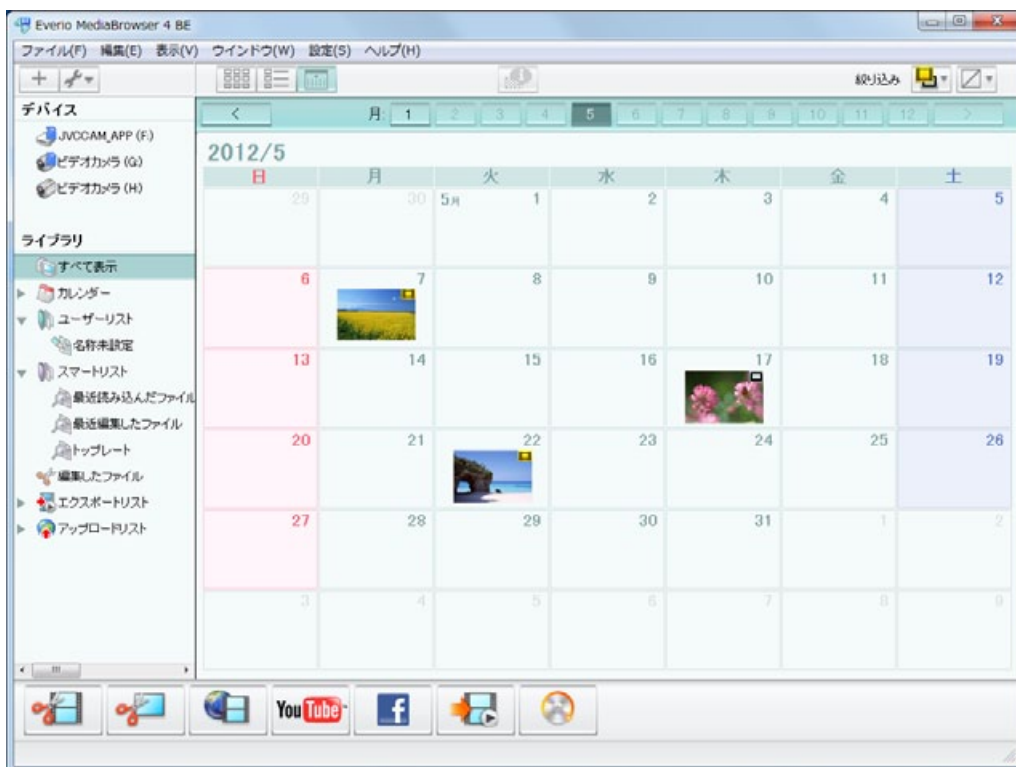 Everio MediaBrowser 4 BE
ファイル(F) 編集(E) 表示(V) ウインドウ(W) 設定(S) ヘルプ(H)
絞り込み
デバイス
JVCCAM_APP (F:)
ビデオカメラ (G:)
ビデオカメラ (H:)
ライブラリ
すべて表示
カレンダー
ユーザーリスト
名称未設定
スマートリスト
最近読み込んだファイル
最近編集したファイル
トップレート
編集したファイル
エクスポートリスト
アップロードリスト
< 月: 1 2 3 4 5 6 7 8 9 10 11 12 >
2012/5
日 月 火 水 木 金 土
29 30 5月 1 2 3 4 5
6 7 8 9 10 11 12
13 14 15 16 17 18 19
20 21 22 23 24 25 26
27 28 29 30 31 1 2
3 4 5 6 7 8 9
You Tube
f